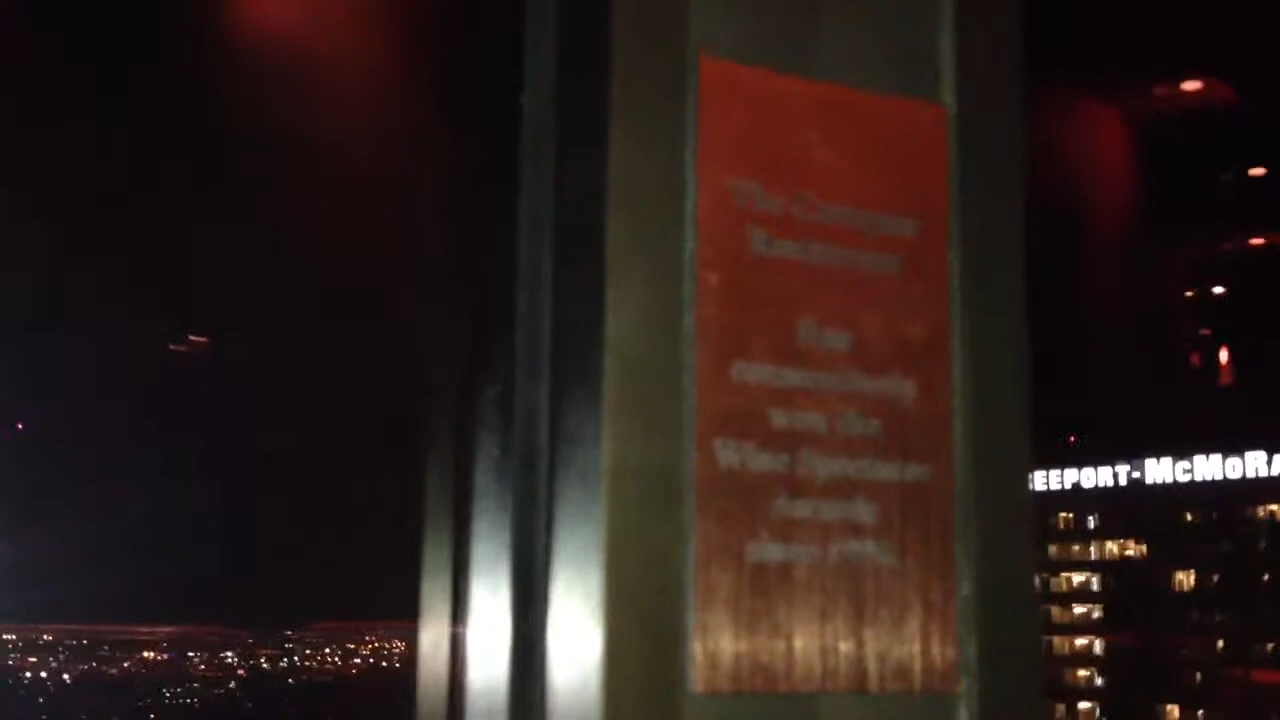 The Compass
Restaurant
Has
consecutively
won the
Wine Spectator
Awards
since
EEPORT-MCMORA